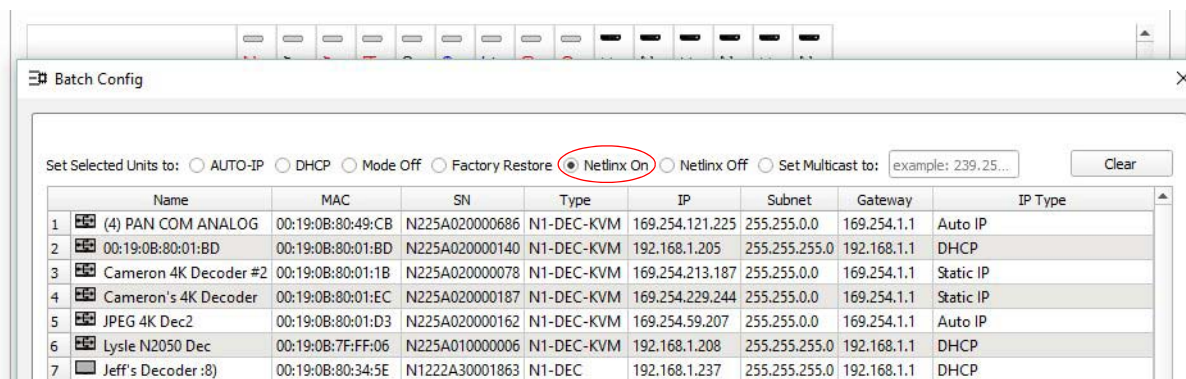 Batch Config
Set Selected Units to: AUTO-IP DHCP Mode Off Factory Restore Netlinx On Netlinx Off Set Multicast to: example: 239.25... Clear
Name MAC SN Type IP Subnet Gateway IP Type
1 (4) PAN COM ANALOG 00:19:0B:80:49:CB N225A020000686 N1-DEC-KVM 169.254.121.225 255.255.0.0 169.254.1.1 Auto IP
2 00:19:0B:80:01:BD 00:19:0B:80:01:BD N225A020000140 N1-DEC-KVM 192.168.1.205 255.255.255.0 192.168.1.1 DHCP
3 Cameron 4K Decoder #2 00:19:0B:80:01:1B N225A020000078 N1-DEC-KVM 169.254.213.187 255.255.0.0 169.254.1.1 Static IP
4 Cameron's 4K Decoder 00:19:0B:80:01:EC N225A020000187 N1-DEC-KVM 169.254.229.244 255.255.0.0 169.254.1.1 Static IP
5 JPEG 4K Dec2 00:19:0B:80:01:D3 N225A020000162 N1-DEC-KVM 169.254.59.207 255.255.0.0 169.254.1.1 Auto IP
6 Lysle N2050 Dec 00:19:0B:7F:FF:06 N225A010000006 N1-DEC-KVM 192.168.1.208 255.255.255.0 192.168.1.1 DHCP
7 Jeff's Decoder :8) 00:19:0B:80:34:5E N1222A30001863 N1-DEC 192.168.1.237 255.255.255.0 192.168.1.1 DHCP